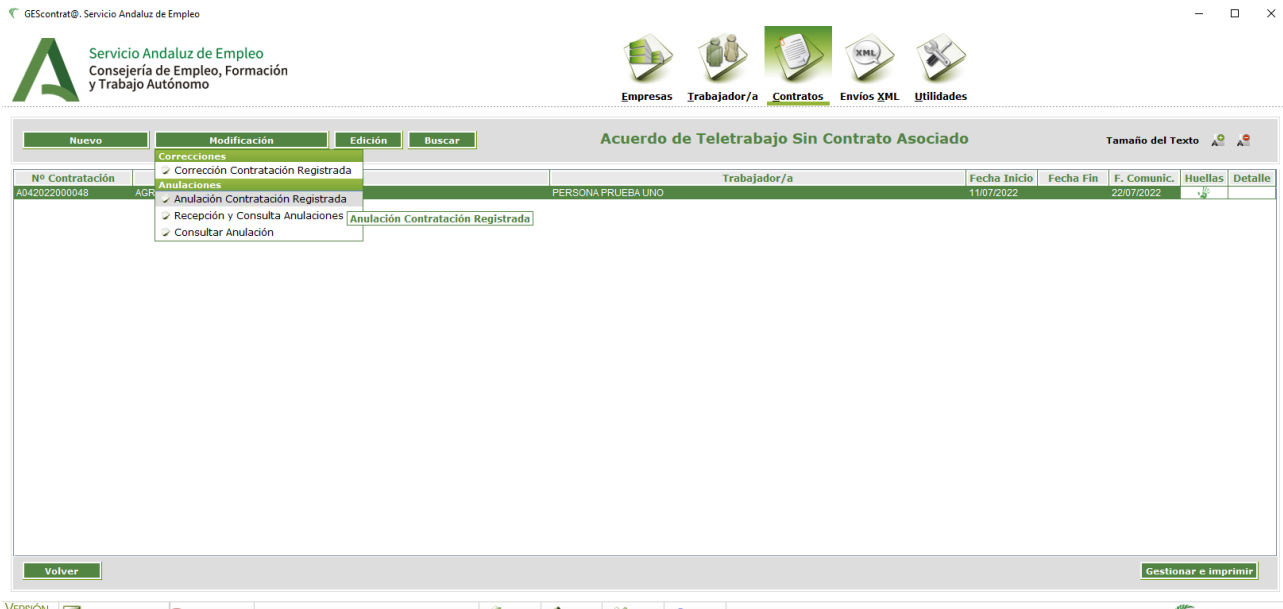 GEScontrat@. Servicio Andaluz de Empleo
Servicio Andaluz de Empleo
Consejería de Empleo, Formación
y Trabajo Autónomo
XML
Empresas Trabajador/a Contratos Envíos XML Utilidades
Nuevo Modificación Edición Buscar Acuerdo de Teletrabajo Sin Contrato Asociado Tamaño del Texto A A
Correcciones
Corrección Contratación Registrada
Anulaciones
Anulación Contratación Registrada
Recepción y Consulta Anulaciones
Anulación Contratación Registrada
Consultar Anulación
Nº Contratación Trabajador/a Fecha Inicio Fecha Fin F. Comunic. Huellas Detalle
A042022000048 AGR PERSONA PRUEBA UNO 11/07/2022 22/07/2022
Volver Gestionar e imprimir
VERSIÓN